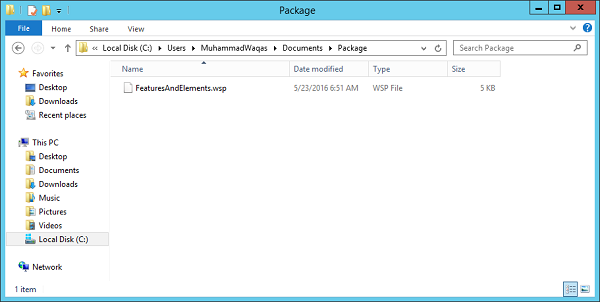 Package
File Home Share View
« Local Disk (C:) Users MuhammadWaqas Documents Package Search Package
Name Date modified Type Size
FeaturesAndElements.wsp 5/23/2016 6:51 AM WSP File 5 KB
Favorites
Desktop
Downloads
Recent places
This PC
Desktop
Documents
Downloads
Music
Pictures
Videos
Local Disk (C:)
Network
1 item